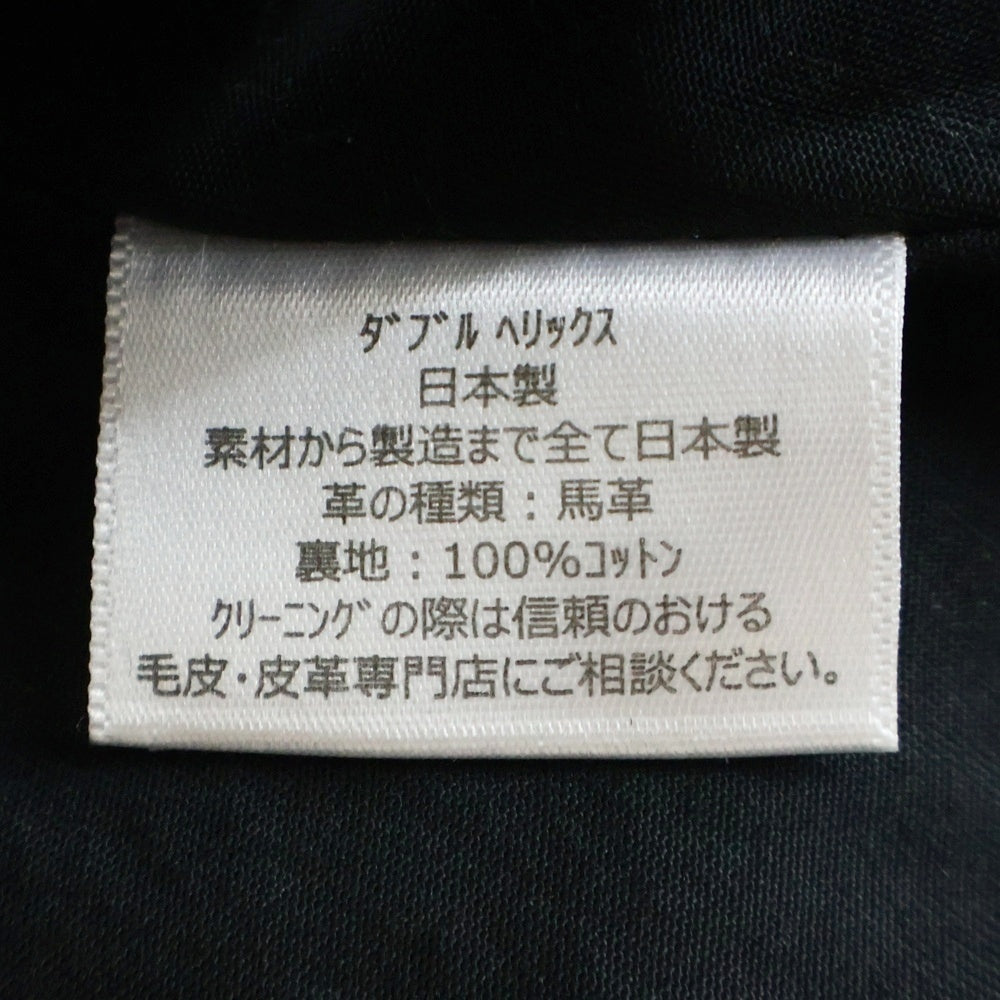 ﾀﾞﾌﾞﾙ ﾍﾘックス
日本製
素材から製造まで全て日本製
革の種類：馬革
裏地：100%ｺｯﾄﾝ
ｸﾘｰﾆﾝｸﾞの際は信頼のおける
毛皮・皮革専門店にご相談ください。